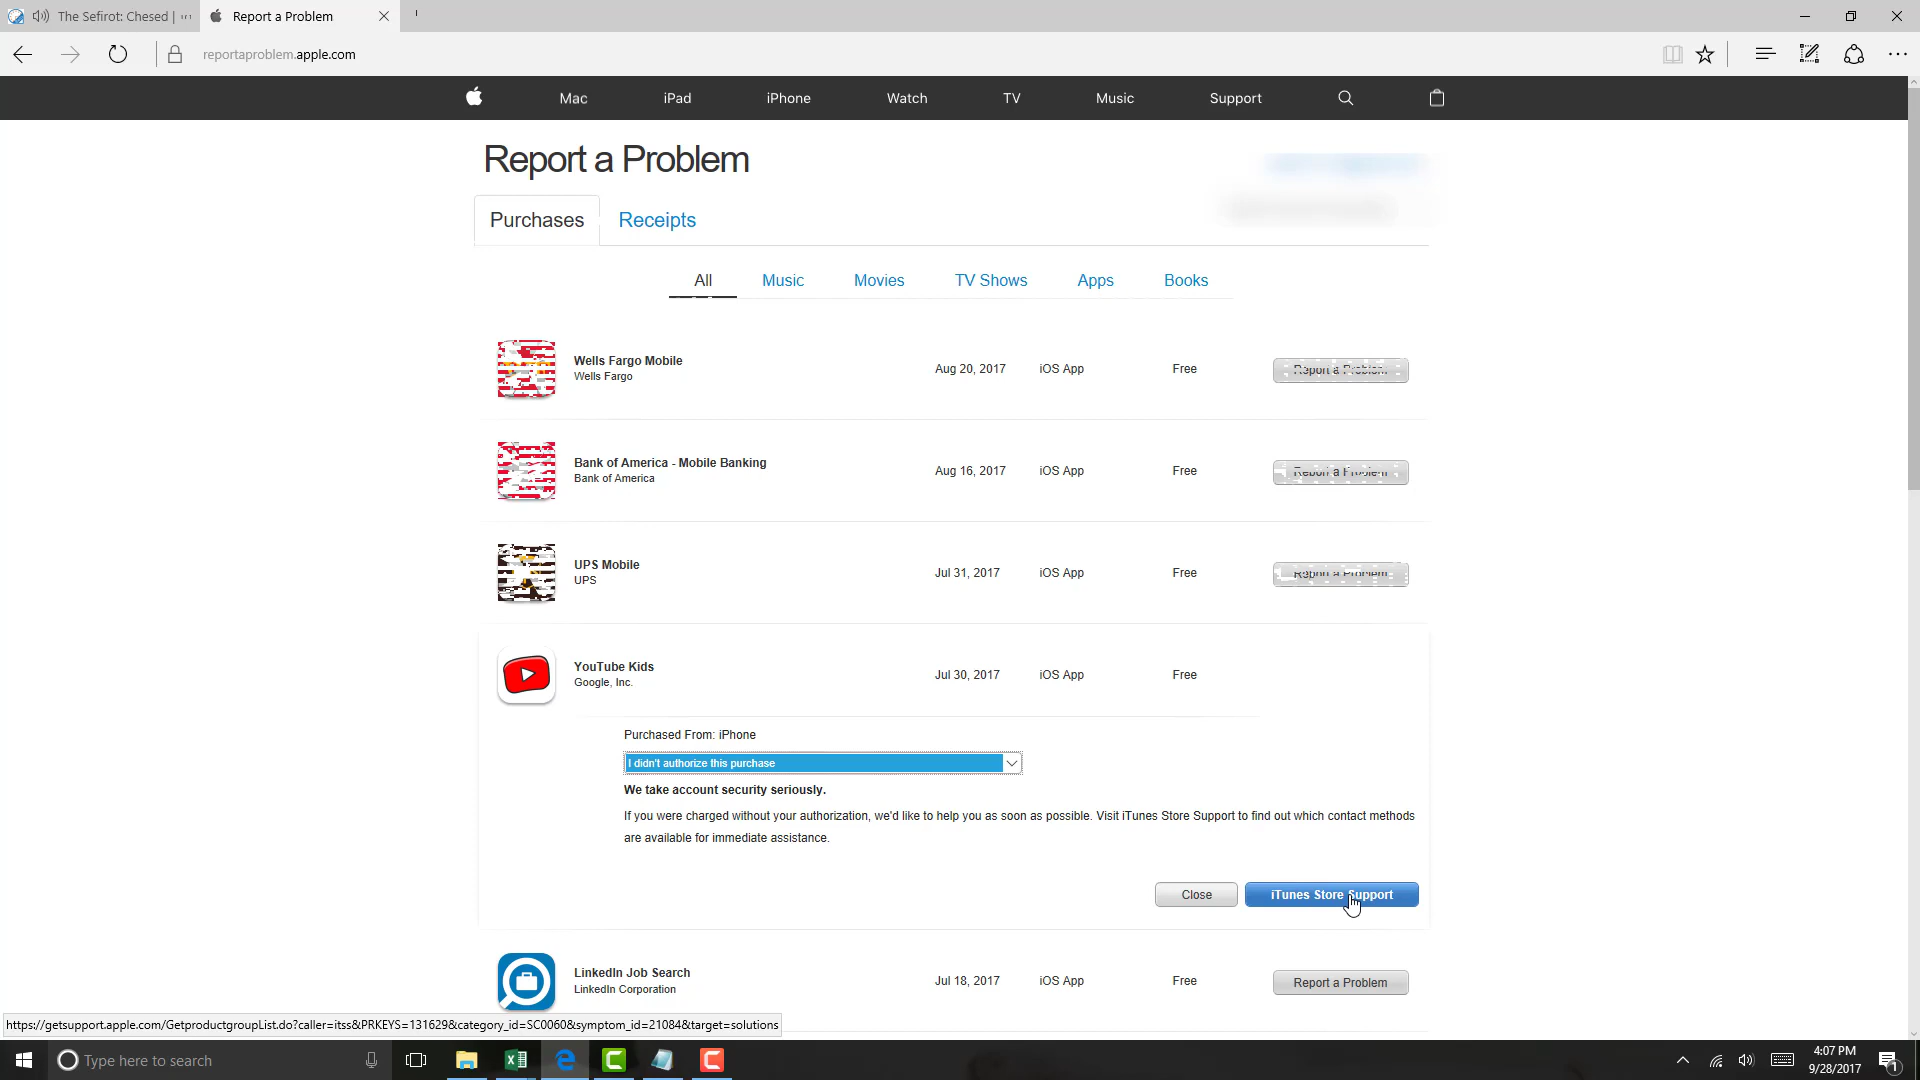 The Sefirot: Chesed |
Report a Problem
reportaproblem.apple.com
Mac iPad iPhone Watch TV Music Support
Report a Problem
Purchases Receipts
All Music Movies TV Shows Apps Books
Wells Fargo Mobile
Wells Fargo
Aug 20, 2017 iOS App Free Report a Problem
Bank of America - Mobile Banking
Bank of America
Aug 16, 2017 iOS App Free Report a Problem
UPS Mobile
UPS
Jul 31, 2017 iOS App Free Report a Problem
YouTube Kids
Google, Inc.
Jul 30, 2017 iOS App Free
Purchased From: iPhone
I didn't authorize this purchase
We take account security seriously.
If you were charged without your authorization, we'd like to help you as soon as possible. Visit iTunes Store Support to find out which contact methods
are available for immediate assistance.
Close iTunes Store Support
LinkedIn Job Search
LinkedIn Corporation
Jul 18, 2017 iOS App Free Report a Problem
https://getsupport.apple.com/GetproductgroupList.do?caller=itss&PRKEYS=131629&category_id=SC0060&symptom_id=21084&target=solutions
Type here to search
4:07 PM
9/28/2017
1